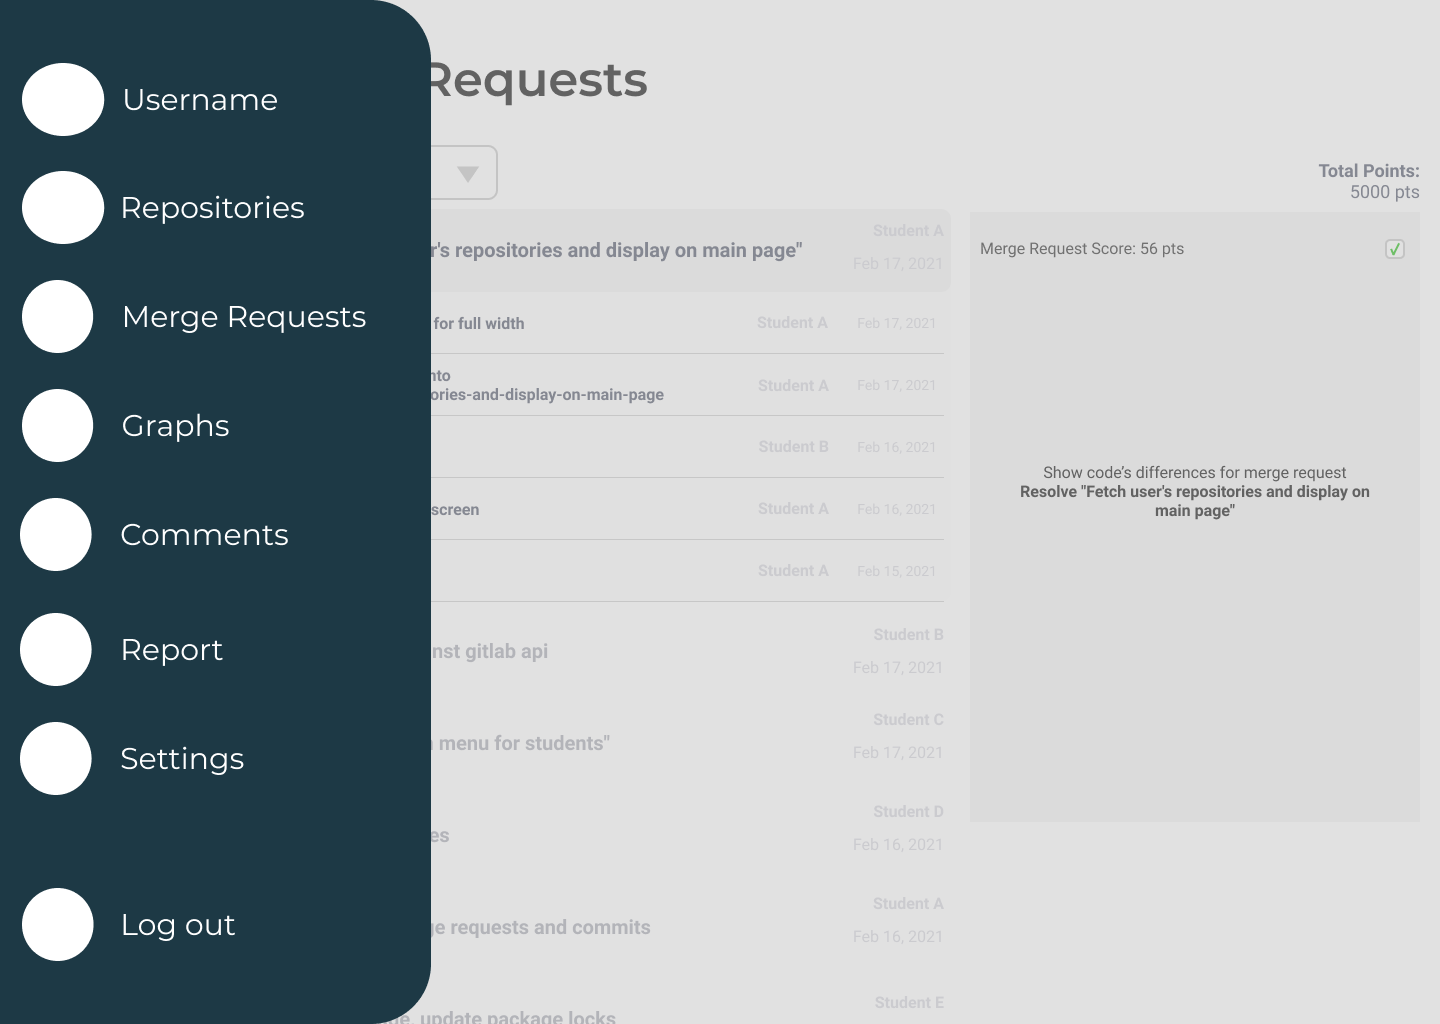 Username
Repositories
Merge Requests
Graphs
Comments
Report
Settings
Log out
Requests
Total Points:
5000 pts
repositories and display on main page"
Student A
Feb 17, 2021
for full width
Student A
Feb 17, 2021
ories-and-display-on-main-page
Student A
Feb 17, 2021
Student B
Feb 16, 2021
screen
Student A
Feb 16, 2021
Student A
Feb 15, 2021
gitlab api
Student B
Feb 17, 2021
menu for students"
Student C
Feb 17, 2021
Student D
Feb 16, 2021
requests and commits
Student A
Feb 16, 2021
update package locks
Student E
Merge Request Score: 56 pts
Show code's differences for merge request
Resolve "Fetch user's repositories and display on
main page"